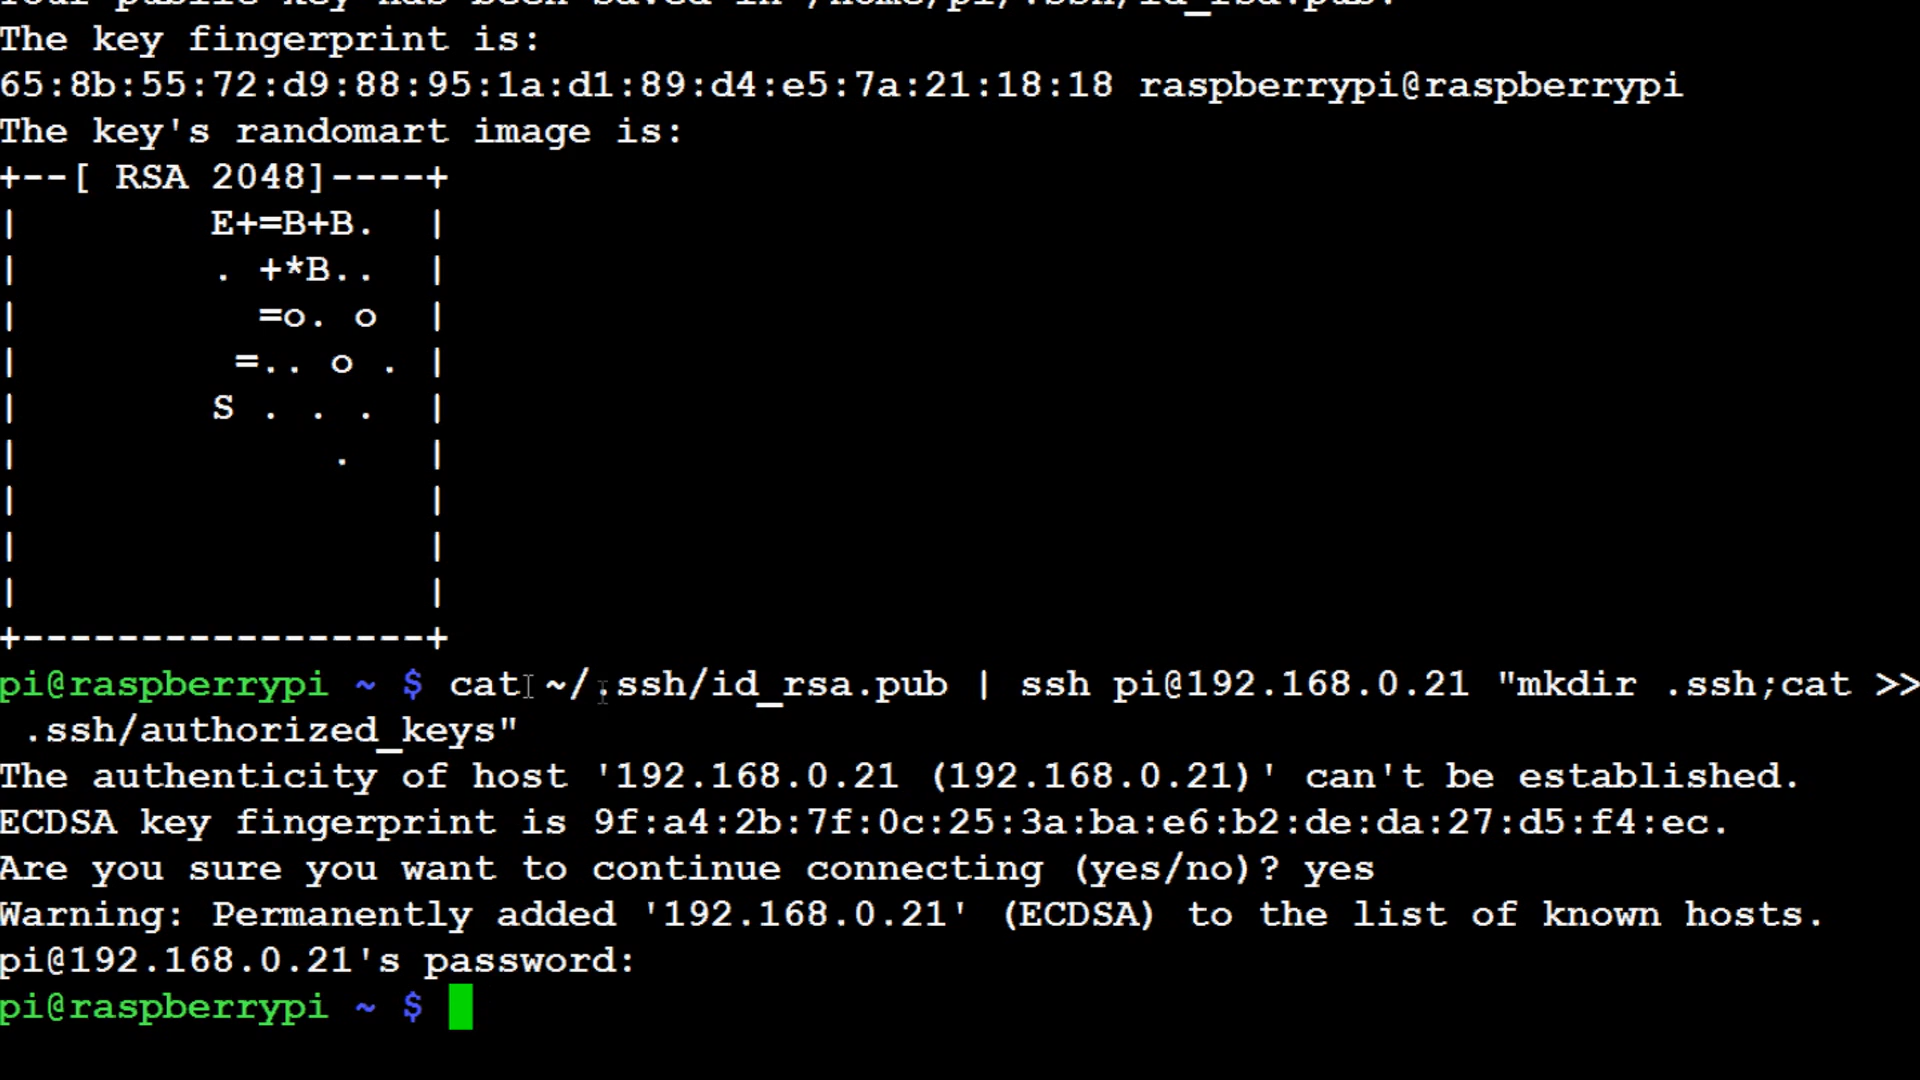 Your public key has been saved in /home/pi/.ssh/id_rsa.pub.
The key fingerprint is:
65:8b:55:72:d9:88:95:1a:d1:89:d4:e5:7a:21:18:18 raspberrypi@raspberrypi
The key's randomart image is:
+--[ RSA 2048]----+
|        E+=B+B.  |
|        . +*B..  |
|          =o. o  |
|         =.. o . |
|        S . . .  |
|             .   |
|                 |
|                 |
|                 |
+-----------------+
pi@raspberrypi ~ $ cat ~/.ssh/id_rsa.pub | ssh pi@192.168.0.21 "mkdir .ssh;cat >>
 .ssh/authorized_keys"
The authenticity of host '192.168.0.21 (192.168.0.21)' can't be established.
ECDSA key fingerprint is 9f:a4:2b:7f:0c:25:3a:ba:e6:b2:de:da:27:d5:f4:ec.
Are you sure you want to continue connecting (yes/no)? yes
Warning: Permanently added '192.168.0.21' (ECDSA) to the list of known hosts.
pi@192.168.0.21's password:
pi@raspberrypi ~ $